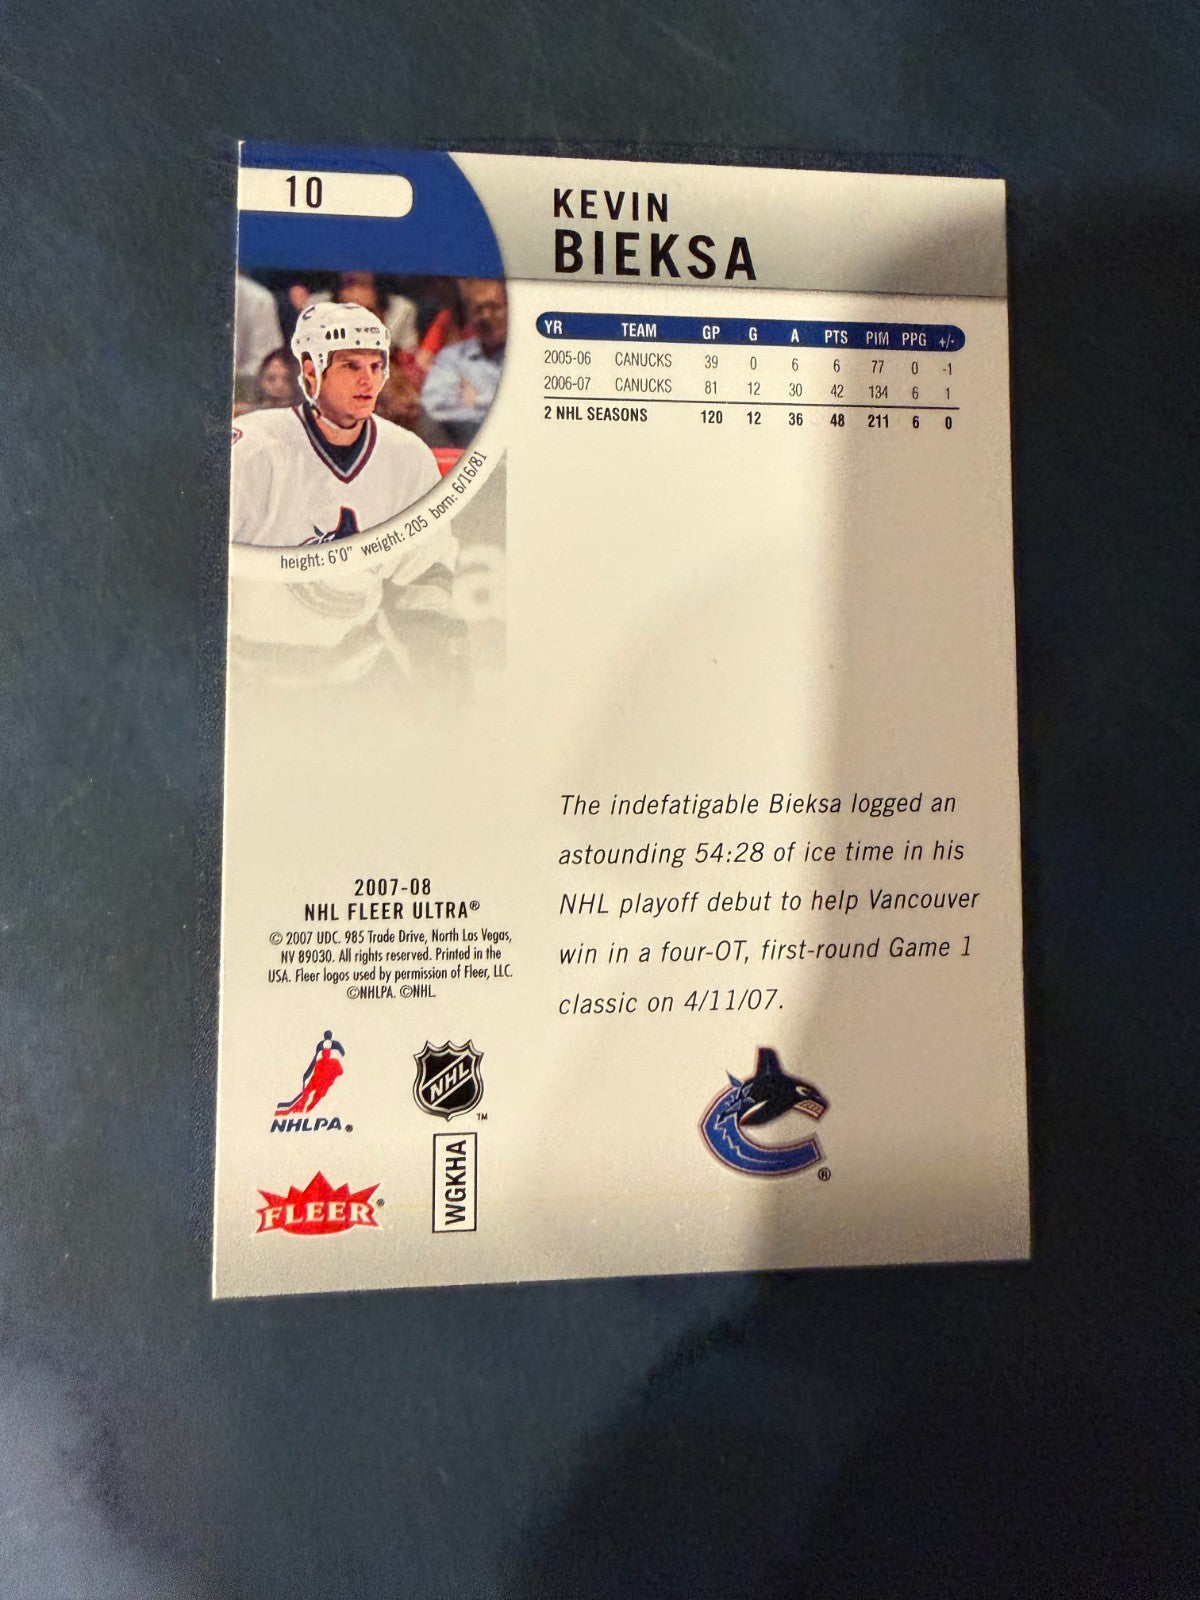 10
KEVIN
BIEKSA
YR TEAM GP G A PTS PIM PPG +/-
2005-06 CANUCKS 39 0 6 6 77 0 -1
2006-07 CANUCKS 81 12 30 42 134 6 1
2 NHL SEASONS 120 12 36 48 211 6 0
height: 6'0" weight: 205 born: 6/16/81
The indefatigable Bieksa logged an
astounding 54:28 of ice time in his
NHL playoff debut to help Vancouver
win in a four-OT, first-round Game 1
classic on 4/11/07.
2007-08
NHL FLEER ULTRA®
© 2007 UDC. 985 Trade Drive, North Las Vegas,
NV 89030. All rights reserved. Printed in the
USA. Fleer logos used by permission of Fleer, LLC.
©NHLPA. ©NHL.
NHLPA®
NHL TM
WGKHA
FLEER®
®